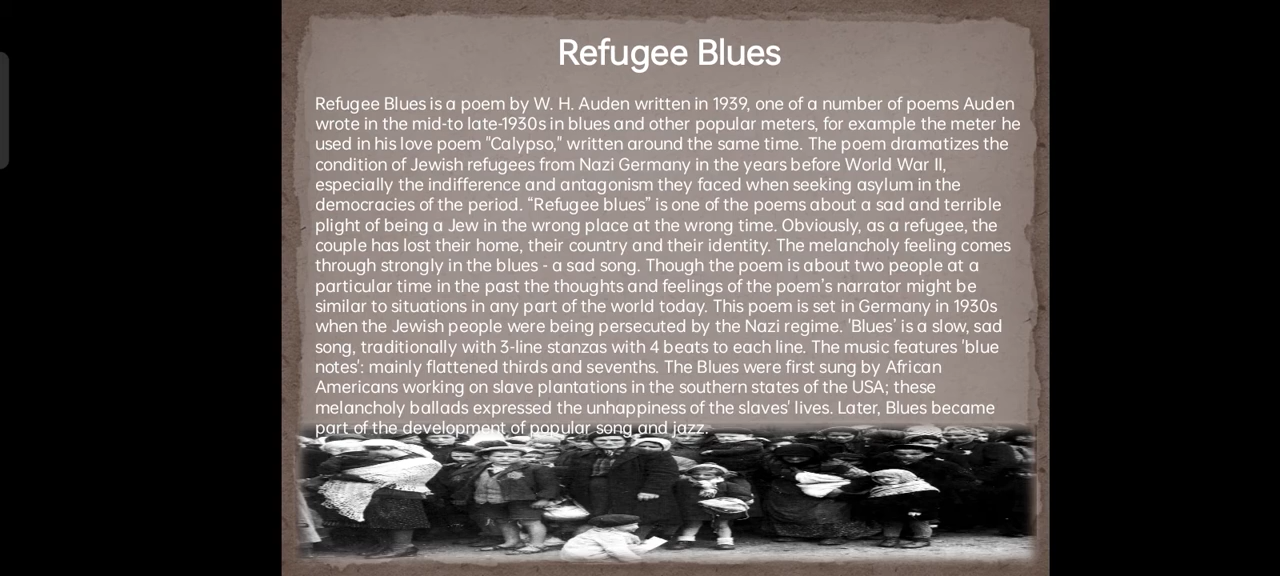 Refugee Blues
Refugee Blues is a poem by W. H. Auden written in 1939, one of a number of poems Auden
wrote in the mid-to late-1930s in blues and other popular meters, for example the meter he
used in his love poem "Calypso," written around the same time. The poem dramatizes the
condition of Jewish refugees from Nazi Germany in the years before World War II,
especially the indifference and antagonism they faced when seeking asylum in the
democracies of the period. “Refugee blues” is one of the poems about a sad and terrible
plight of being a Jew in the wrong place at the wrong time. Obviously, as a refugee, the
couple has lost their home, their country and their identity. The melancholy feeling comes
through strongly in the blues - a sad song. Though the poem is about two people at a
particular time in the past the thoughts and feelings of the poem’s narrator might be
similar to situations in any part of the world today. This poem is set in Germany in 1930s
when the Jewish people were being persecuted by the Nazi regime. 'Blues’ is a slow, sad
song, traditionally with 3-line stanzas with 4 beats to each line. The music features 'blue
notes': mainly flattened thirds and sevenths. The Blues were first sung by African
Americans working on slave plantations in the southern states of the USA; these
melancholy ballads expressed the unhappiness of the slaves' lives. Later, Blues became
part of the development of popular song and jazz.